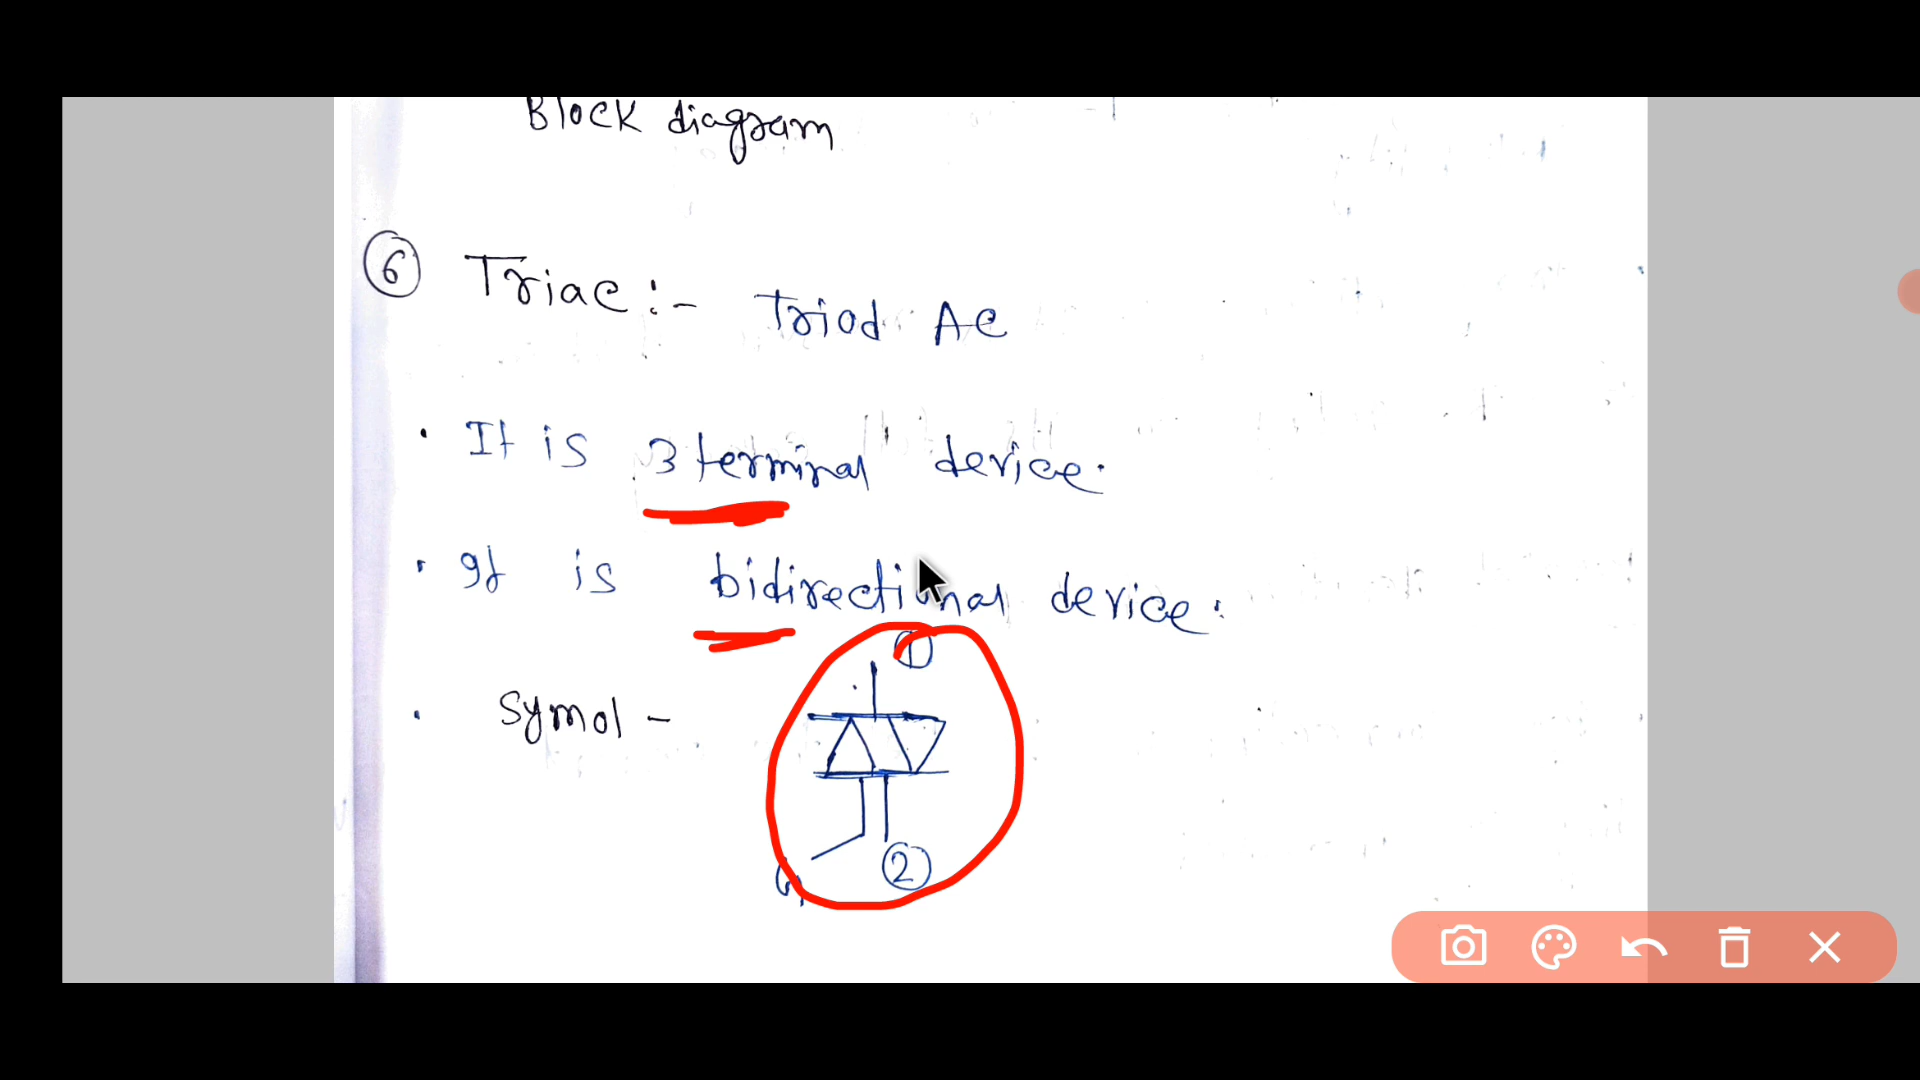 Block diagram
6 Triac :- Triod AC
• It is 3 terminal device.
• It is bidirectional device.
• Symol -
1
2
G